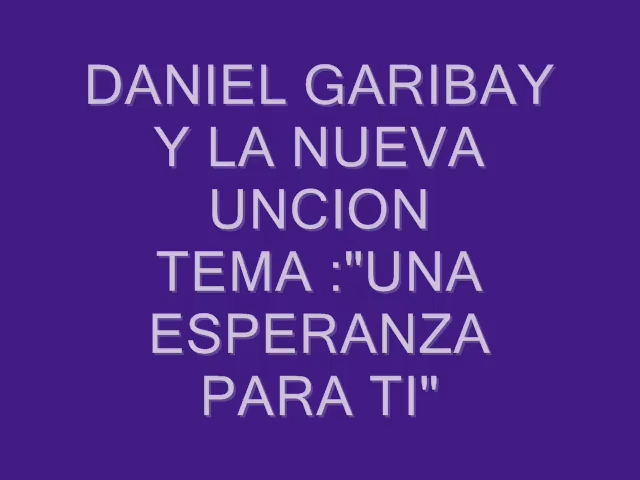 DANIEL GARIBAY
Y LA NUEVA
UNCION
TEMA :"UNA
ESPERANZA
PARA TI"